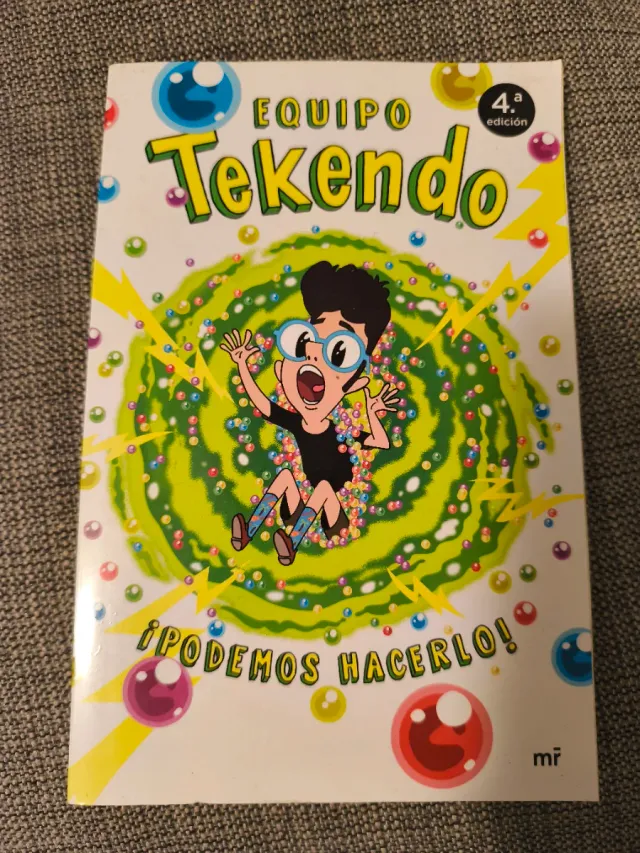 4.ª
edición
EQUIPO
Tekendo
¡PODEMOS HACERLO!
mr̄